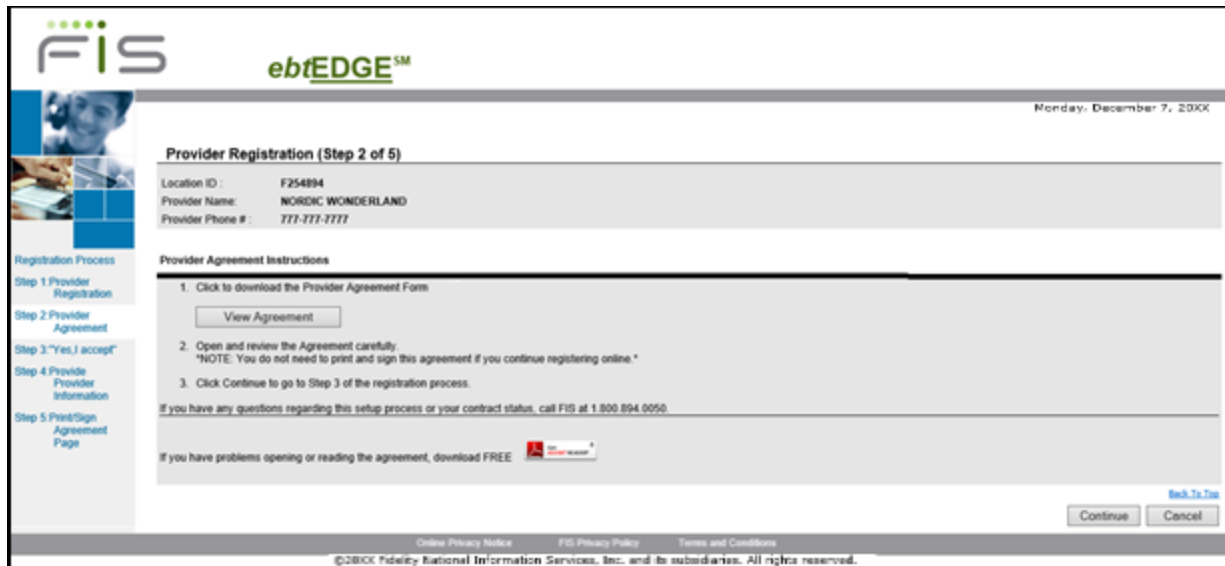 FIS
ebtEDGE SM
Monday, December 7, 20XX
Provider Registration (Step 2 of 5)
Location ID : F254894
Provider Name: NORDIC WONDERLAND
Provider Phone # : 777-777-7777
Registration Process
Step 1:Provider
Registration
Step 2:Provider
Agreement
Step 3:"Yes,I accept"
Step 4:Provide
Provider
Information
Step 5:Print/Sign
Agreement
Page
Provider Agreement Instructions
1. Click to download the Provider Agreement Form
View Agreement
2. Open and review the Agreement carefully.
*NOTE: You do not need to print and sign this agreement if you continue registering online.*
3. Click Continue to go to Step 3 of the registration process.
If you have any questions regarding this setup process or your contract status, call FIS at 1.800.894.0050.
If you have problems opening or reading the agreement, download FREE
Back To Top
Continue Cancel
Online Privacy Notice FIS Privacy Policy Terms and Conditions
©20XX Fidelity National Information Services, Inc. and its subsidiaries. All rights reserved.